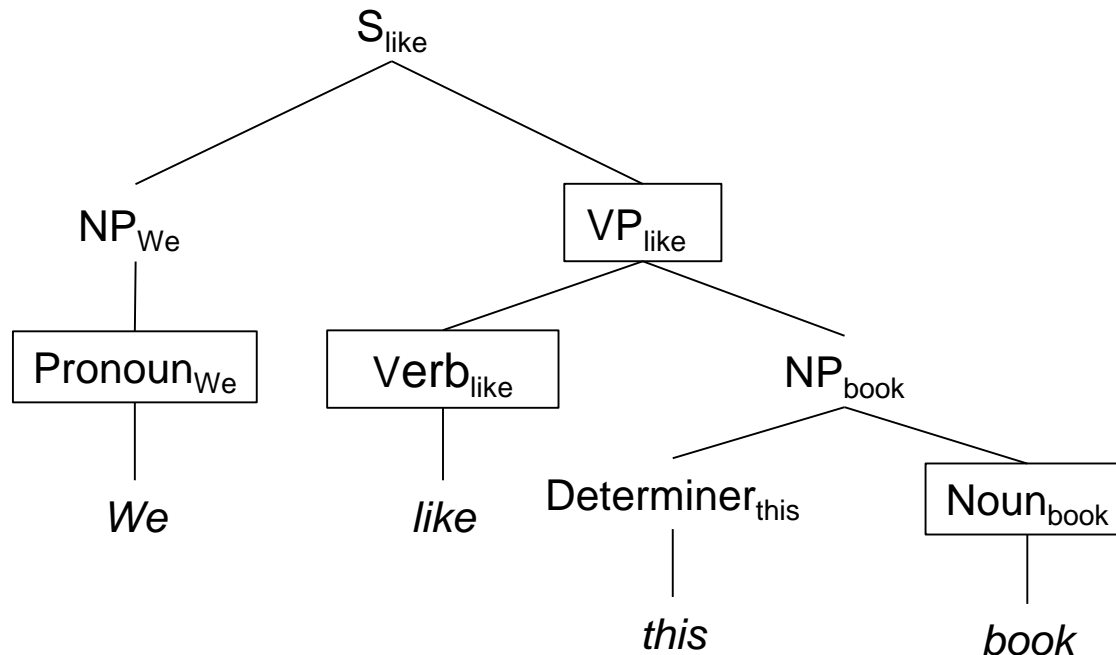 S_like
NP_We VP_like
Pronoun_We Verb_like NP_book
We like Determiner_this Noun_book
this book